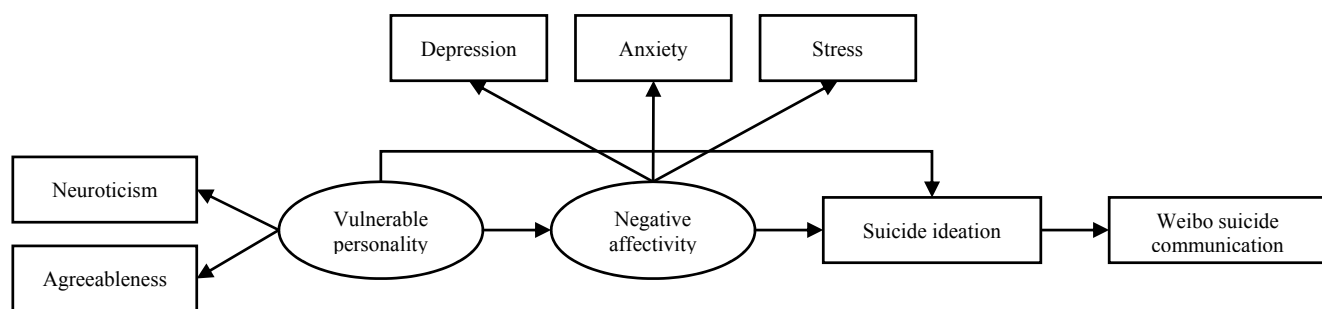 Depression
Anxiety
Stress
Neuroticism
Vulnerable
personality
Negative
affectivity
Suicide ideation
Weibo suicide
communication
Agreeableness